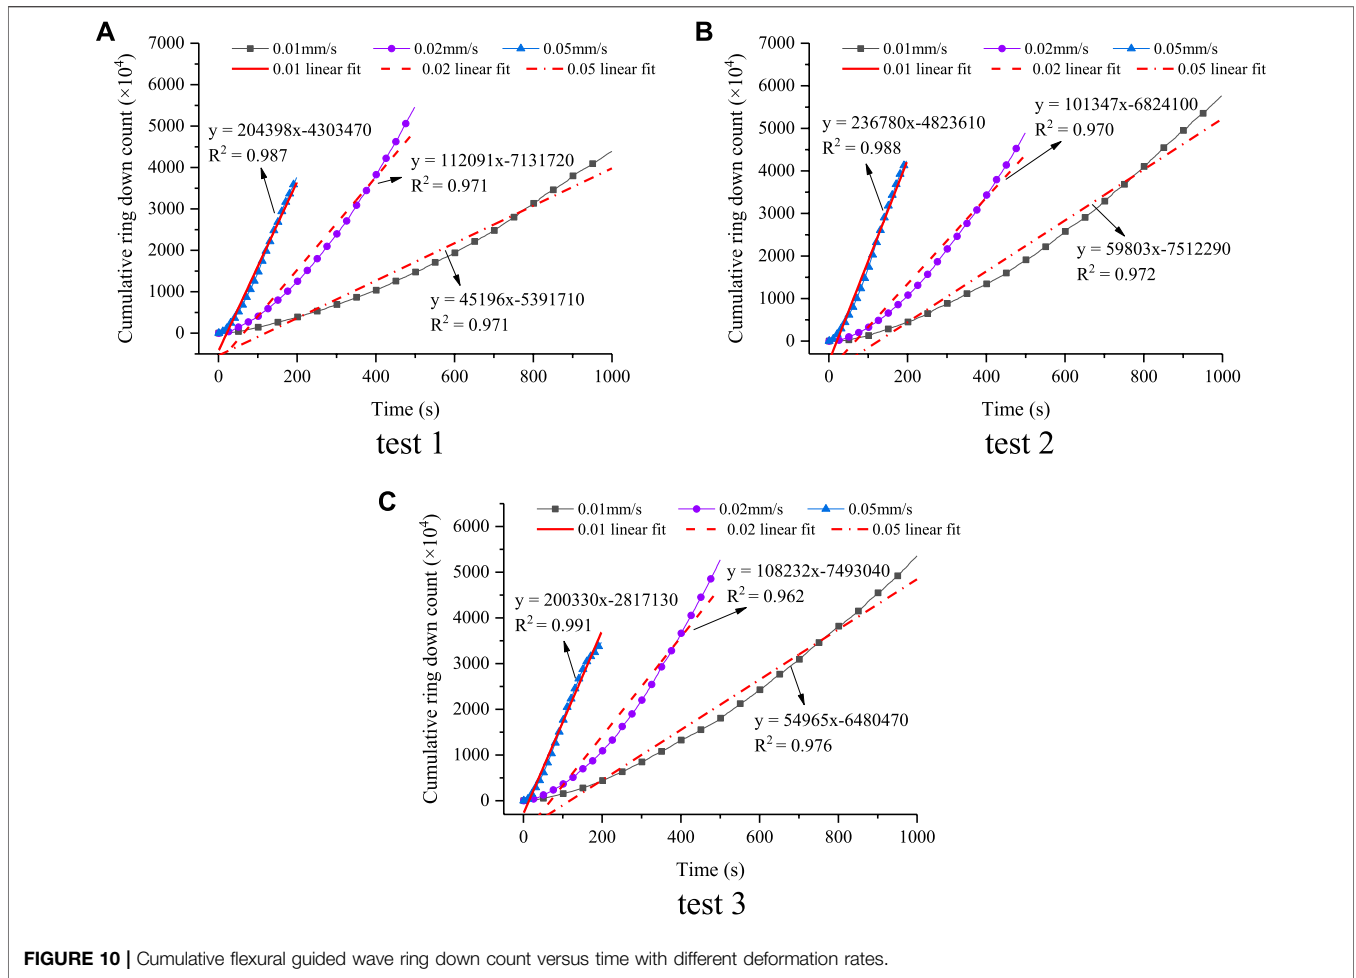 A
7000
6000
5000
4000
3000
2000
1000
0
Cumulative ring down count (×10⁴)
0.01mm/s 0.02mm/s 0.05mm/s
0.01 linear fit 0.02 linear fit 0.05 linear fit
y = 204398x-4303470
R² = 0.987
y = 112091x-7131720
R² = 0.971
y = 45196x-5391710
R² = 0.971
0 200 400 600 800 1000
Time (s)
test 1
B
7000
6000
5000
4000
3000
2000
1000
0
Cumulative ring down count (×10⁴)
0.01mm/s 0.02mm/s 0.05mm/s
0.01 linear fit 0.02 linear fit 0.05 linear fit
y = 236780x-4823610
R² = 0.988
y = 101347x-6824100
R² = 0.970
y = 59803x-7512290
R² = 0.972
0 200 400 600 800 1000
Time (s)
test 2
C
6000
5000
4000
3000
2000
1000
0
Cumulative ring down count (×10⁴)
0.01mm/s 0.02mm/s 0.05mm/s
0.01 linear fit 0.02 linear fit 0.05 linear fit
y = 200330x-2817130
R² = 0.991
y = 108232x-7493040
R² = 0.962
y = 54965x-6480470
R² = 0.976
0 200 400 600 800 1000
Time (s)
test 3
FIGURE 10 | Cumulative flexural guided wave ring down count versus time with different deformation rates.